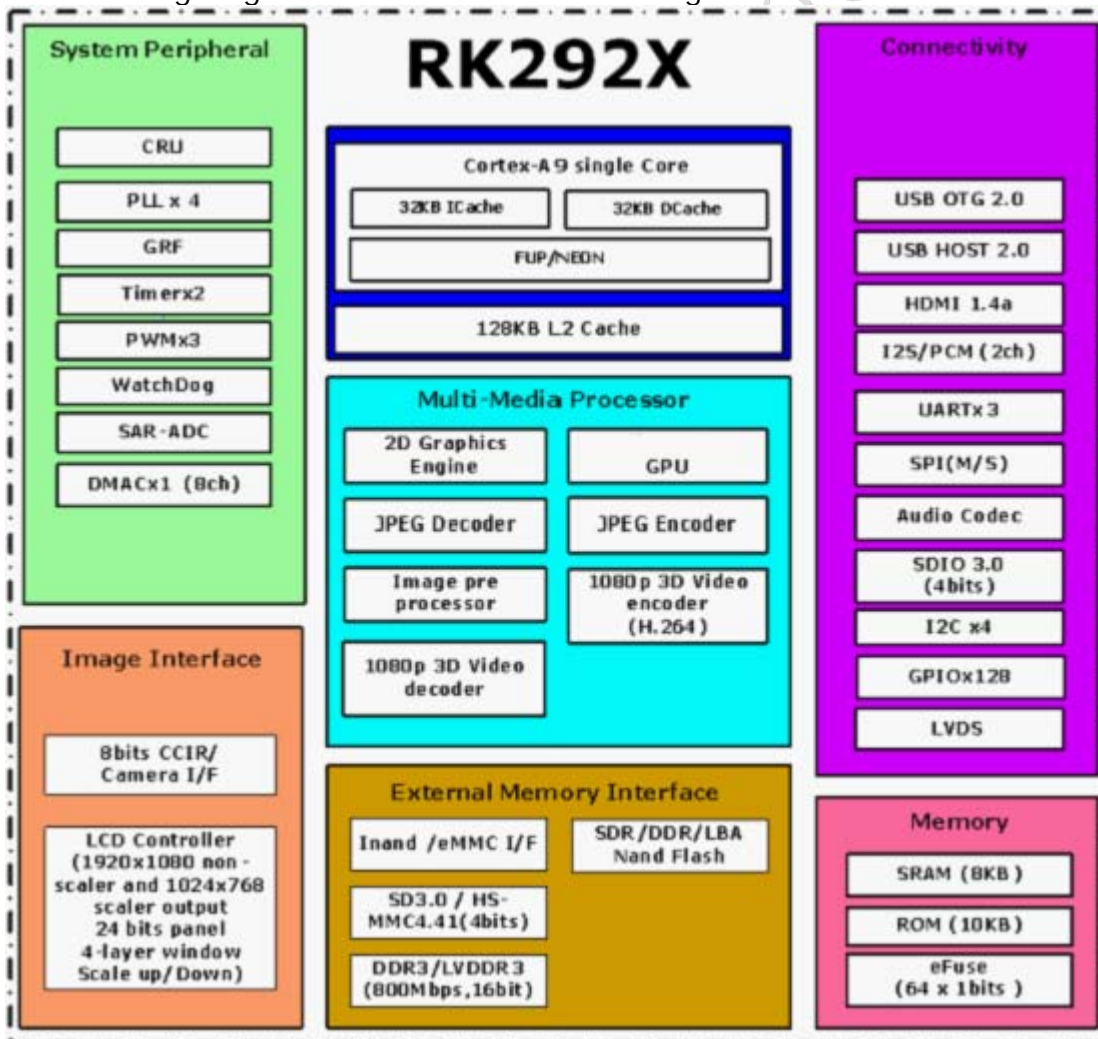 System Peripheral
CRU
PLL x 4
GRF
Timerx2
PWMx3
WatchDog
SAR-ADC
DMACx1 (8ch)
Image Interface
8bits CCIR/
Camera I/F
LCD Controller
(1920x1080 non-
scaler and 1024x768
scaler output
24 bits panel
4-layer window
Scale up/Down)
RK292X
Cortex-A9 single Core
32KB ICache
32KB DCache
FUP/NEON
128KB L2 Cache
Multi-Media Processor
2D Graphics
Engine
GPU
JPEG Decoder
JPEG Encoder
Image pre
processor
1080p 3D Video
encoder
(H.264)
1080p 3D Video
decoder
External Memory Interface
Inand /eMMC I/F
SDR/DDR/LBA
Nand Flash
SD3.0 / HS-
MMC4.41(4bits)
DDR3/LVDDR3
(800Mbps,16bit)
Connectivity
USB OTG 2.0
USB HOST 2.0
HDMI 1.4a
I2S/PCM (2ch)
UARTx3
SPI(M/S)
Audio Codec
SDIO 3.0
(4bits)
I2C x4
GPIOx128
LVDS
Memory
SRAM (8KB)
ROM (10KB)
eFuse
(64 x 1bits )